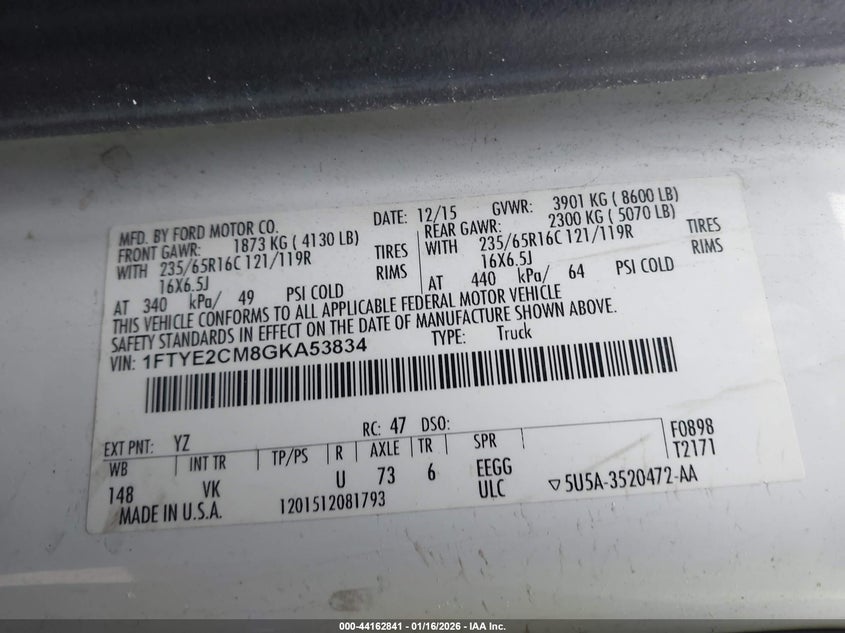 MFD. BY FORD MOTOR CO. DATE: 12/15 GVWR: 3901 KG ( 8600 LB)
FRONT GAWR: 1873 KG ( 4130 LB) REAR GAWR: 2300 KG ( 5070 LB)
WITH 235/65R16C 121/119R TIRES WITH 235/65R16C 121/119R TIRES
16X6.5J RIMS 16X6.5J RIMS
AT 340 kPa/ 49 PSI COLD AT 440 kPa/ 64 PSI COLD
THIS VEHICLE CONFORMS TO ALL APPLICABLE FEDERAL MOTOR VEHICLE
SAFETY STANDARDS IN EFFECT ON THE DATE OF MANUFACTURE SHOWN ABOVE.
VIN: 1FTYE2CM8GKA53834 TYPE: Truck
EXT PNT: YZ RC: 47 DSO: F0898
WB INT TR TP/PS R AXLE TR SPR T2171
148 VK U 73 6 EEGG
ULC ▽5U5A-3520472-AA
MADE IN U.S.A. 1201512081793
000-44162841 - 01/16/2026 - IAA Inc.